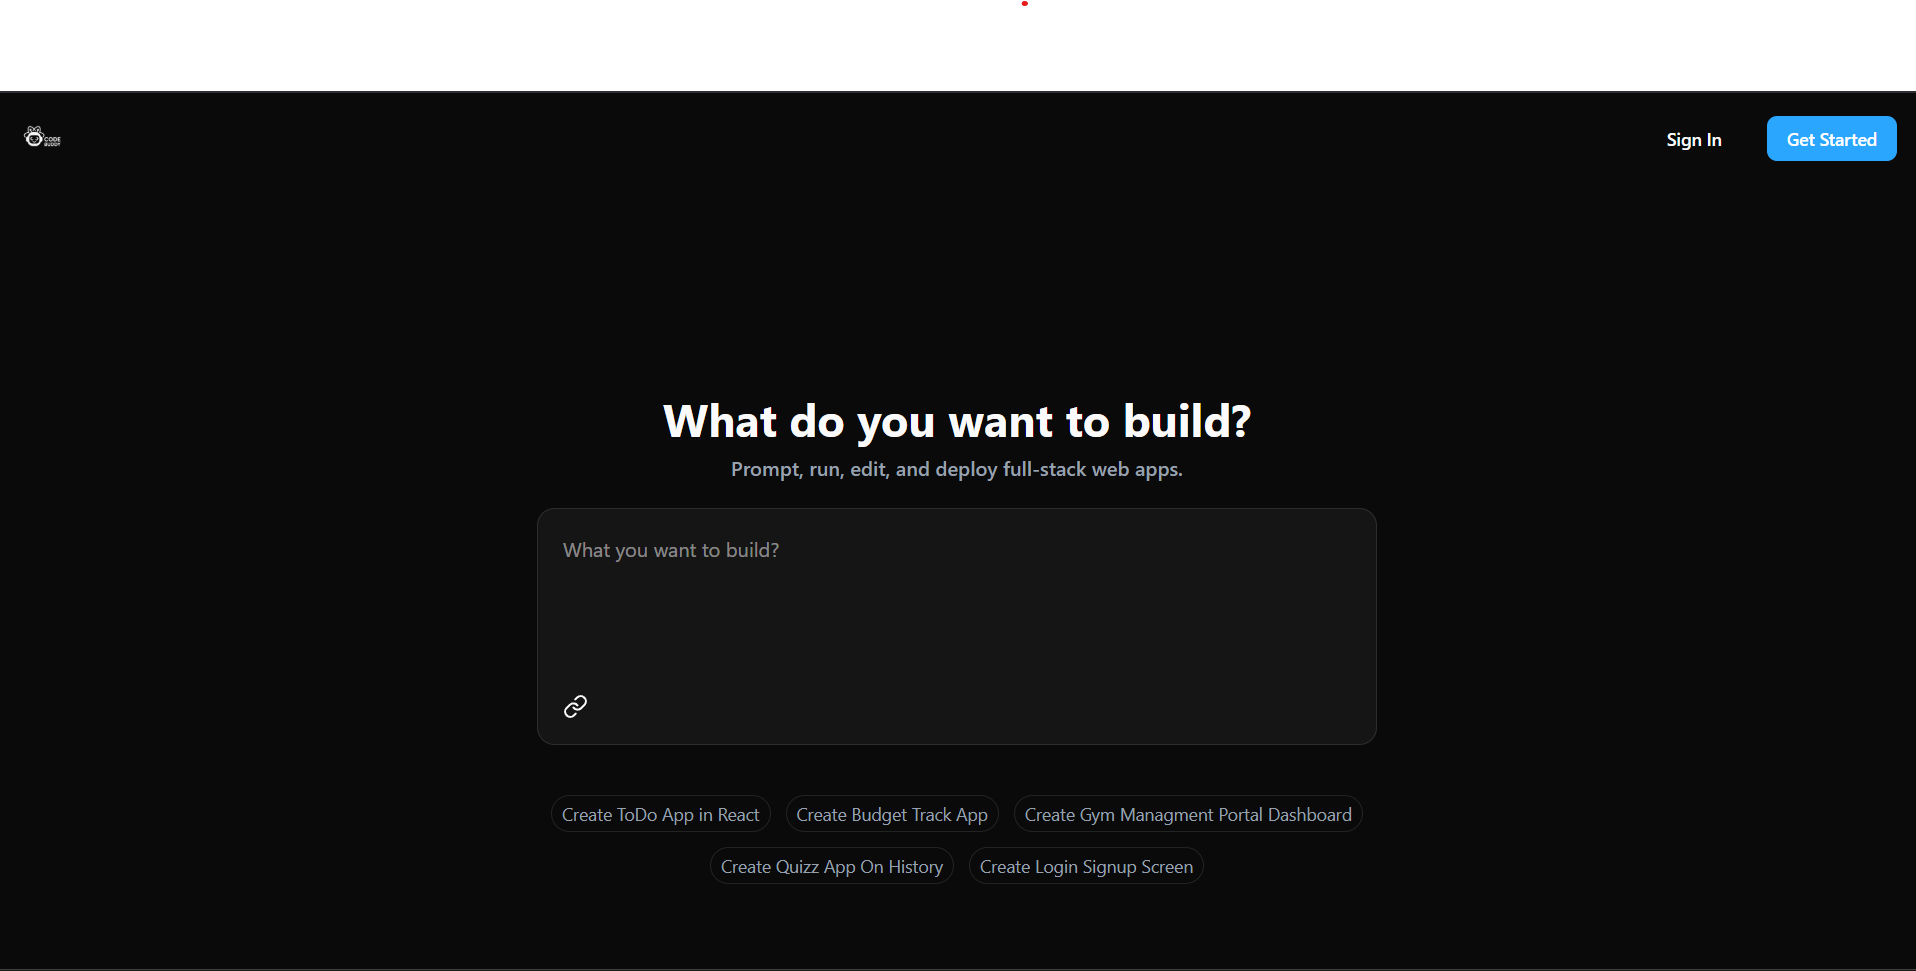 CODE
BUDDY
Sign In
Get Started
What do you want to build?
Prompt, run, edit, and deploy full-stack web apps.
What you want to build?
Create ToDo App in React
Create Budget Track App
Create Gym Managment Portal Dashboard
Create Quizz App On History
Create Login Signup Screen